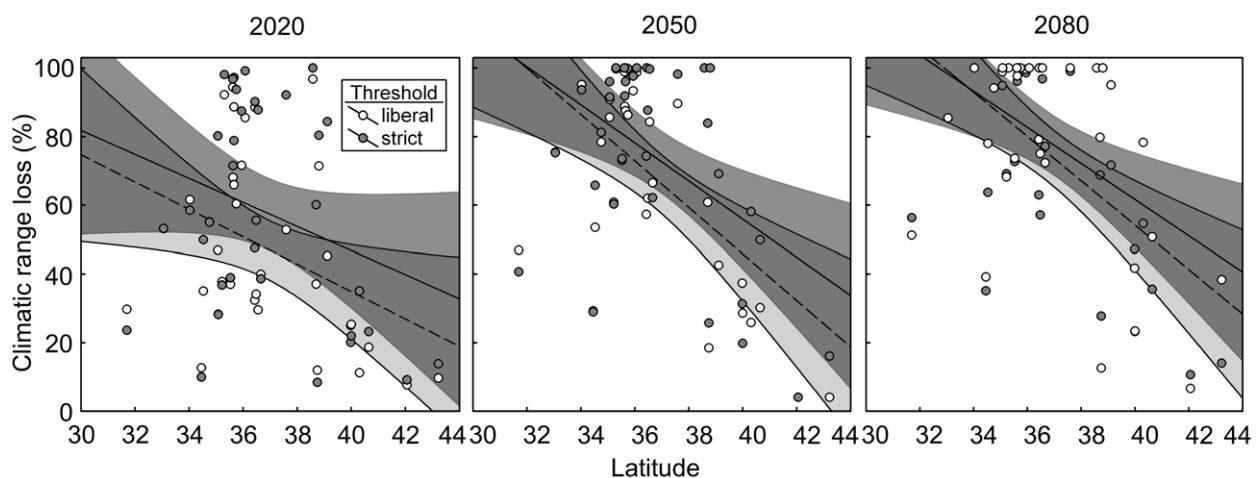 2020 2050 2080
Climatic range loss (%)
100
80
60
40
20
0
Threshold
liberal
strict
30 32 34 36 38 40 42 44 30 32 34 36 38 40 42 44 30 32 34 36 38 40 42 44
Latitude